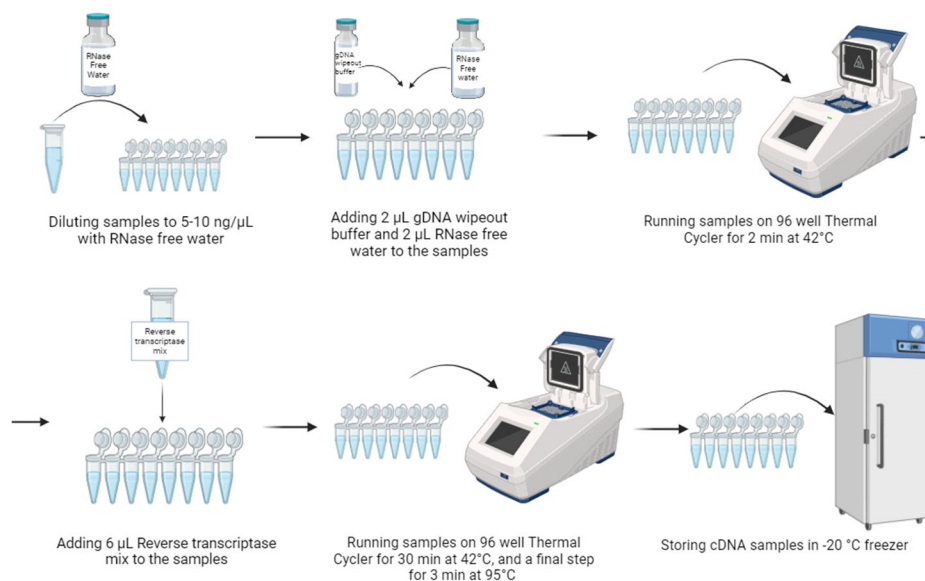 RNase
Free
Water
gDNA
wipeout
buffer
RNase
Free
water
Diluting samples to 5-10 ng/µL
with RNase free water
Adding 2 µL gDNA wipeout
buffer and 2 µL RNase free
water to the samples
Running samples on 96 well Thermal
Cycler for 2 min at 42°C
Reverse
transcriptase
mix
Adding 6 µL Reverse transcriptase
mix to the samples
Running samples on 96 well Thermal
Cycler for 30 min at 42°C, and a final step
for 3 min at 95°C
Storing cDNA samples in -20 °C freezer